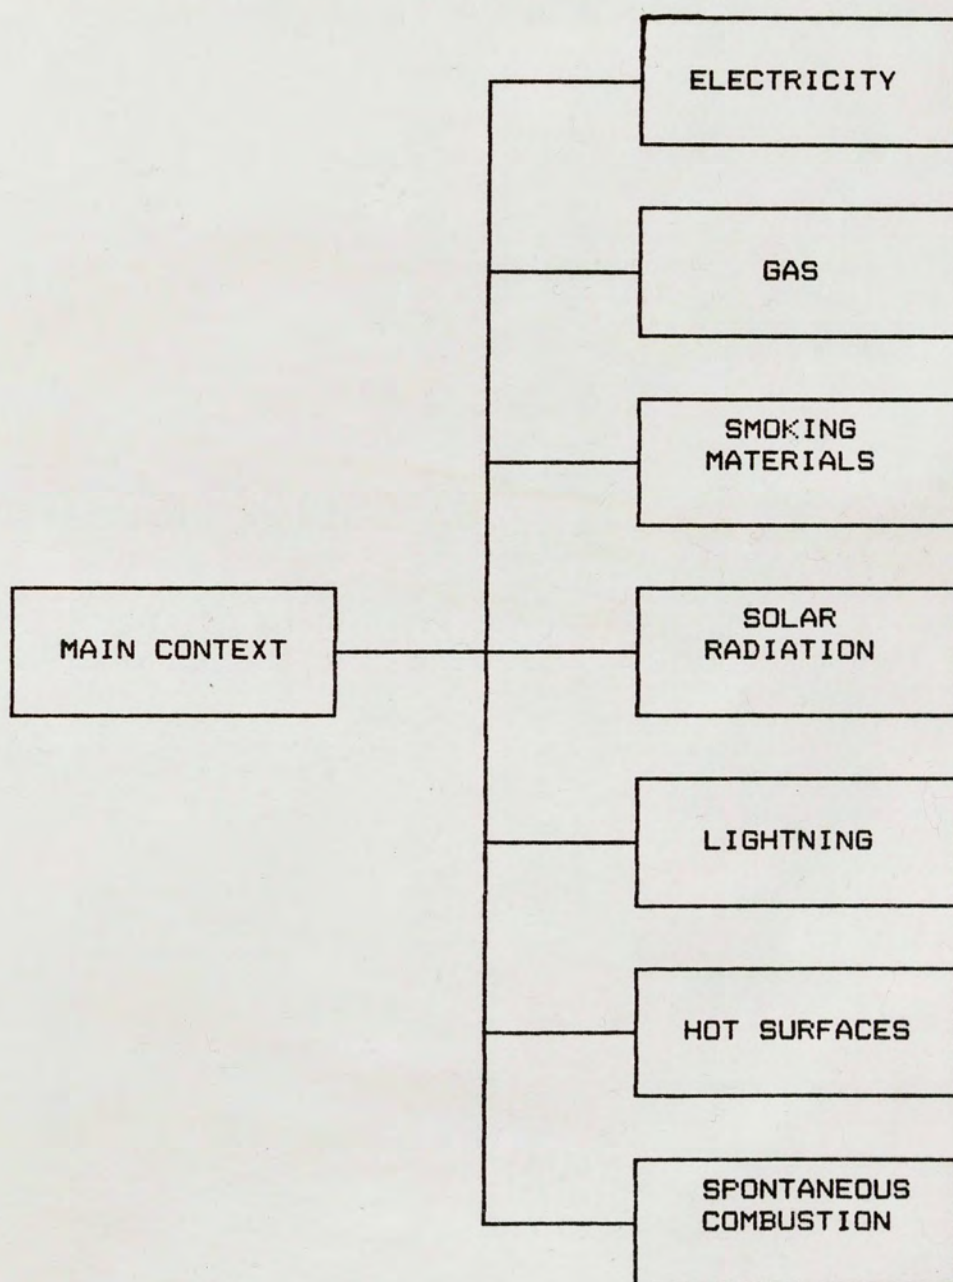 ELECTRICITY
GAS
SMOKING
MATERIALS
SOLAR
RADIATION
MAIN CONTEXT
LIGHTNING
HOT SURFACES
SPONTANEOUS
COMBUSTION